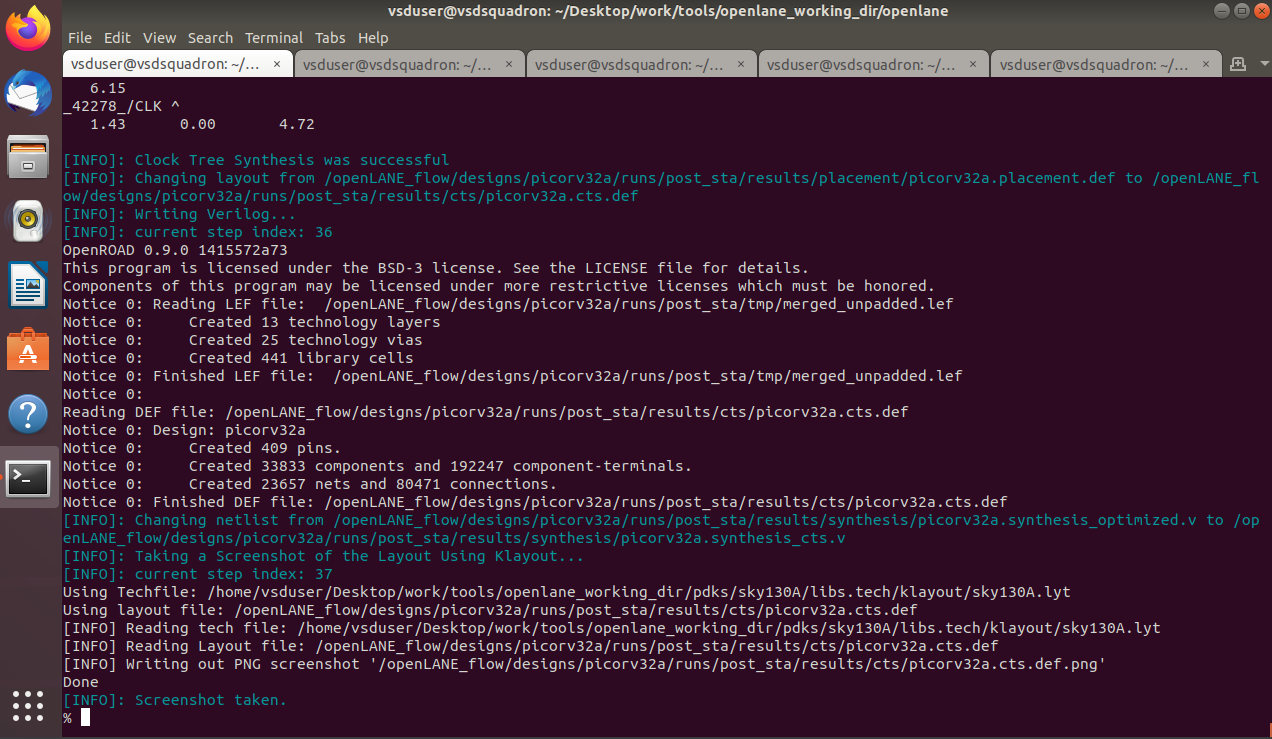 vsduser@vsdsquadron: ~/Desktop/work/tools/openlane_working_dir/openlane
File Edit View Search Terminal Tabs Help
vsduser@vsdsquadron: ~/... × vsduser@vsdsquadron: ~/... × vsduser@vsdsquadron: ~/... × vsduser@vsdsquadron: ~/... × vsduser@vsdsquadron: ~/... ×
   6.15
_42278_/CLK ^
   1.43      0.00       4.72
[INFO]: Clock Tree Synthesis was successful
[INFO]: Changing layout from /openLANE_flow/designs/picorv32a/runs/post_sta/results/placement/picorv32a.placement.def to /openLANE_fl
ow/designs/picorv32a/runs/post_sta/results/cts/picorv32a.cts.def
[INFO]: Writing Verilog...
[INFO]: current step index: 36
OpenROAD 0.9.0 1415572a73
This program is licensed under the BSD-3 license. See the LICENSE file for details.
Components of this program may be licensed under more restrictive licenses which must be honored.
Notice 0: Reading LEF file:  /openLANE_flow/designs/picorv32a/runs/post_sta/tmp/merged_unpadded.lef
Notice 0:     Created 13 technology layers
Notice 0:     Created 25 technology vias
Notice 0:     Created 441 library cells
Notice 0: Finished LEF file:  /openLANE_flow/designs/picorv32a/runs/post_sta/tmp/merged_unpadded.lef
Notice 0:
Reading DEF file: /openLANE_flow/designs/picorv32a/runs/post_sta/results/cts/picorv32a.cts.def
Notice 0: Design: picorv32a
Notice 0:     Created 409 pins.
Notice 0:     Created 33833 components and 192247 component-terminals.
Notice 0:     Created 23657 nets and 80471 connections.
Notice 0: Finished DEF file: /openLANE_flow/designs/picorv32a/runs/post_sta/results/cts/picorv32a.cts.def
[INFO]: Changing netlist from /openLANE_flow/designs/picorv32a/runs/post_sta/results/synthesis/picorv32a.synthesis_optimized.v to /op
enLANE_flow/designs/picorv32a/runs/post_sta/results/synthesis/picorv32a.synthesis_cts.v
[INFO]: Taking a Screenshot of the Layout Using Klayout...
[INFO]: current step index: 37
Using Techfile: /home/vsduser/Desktop/work/tools/openlane_working_dir/pdks/sky130A/libs.tech/klayout/sky130A.lyt
Using layout file: /openLANE_flow/designs/picorv32a/runs/post_sta/results/cts/picorv32a.cts.def
[INFO] Reading tech file: /home/vsduser/Desktop/work/tools/openlane_working_dir/pdks/sky130A/libs.tech/klayout/sky130A.lyt
[INFO] Reading Layout file: /openLANE_flow/designs/picorv32a/runs/post_sta/results/cts/picorv32a.cts.def
[INFO] Writing out PNG screenshot '/openLANE_flow/designs/picorv32a/runs/post_sta/results/cts/picorv32a.cts.def.png'
Done
[INFO]: Screenshot taken.
%